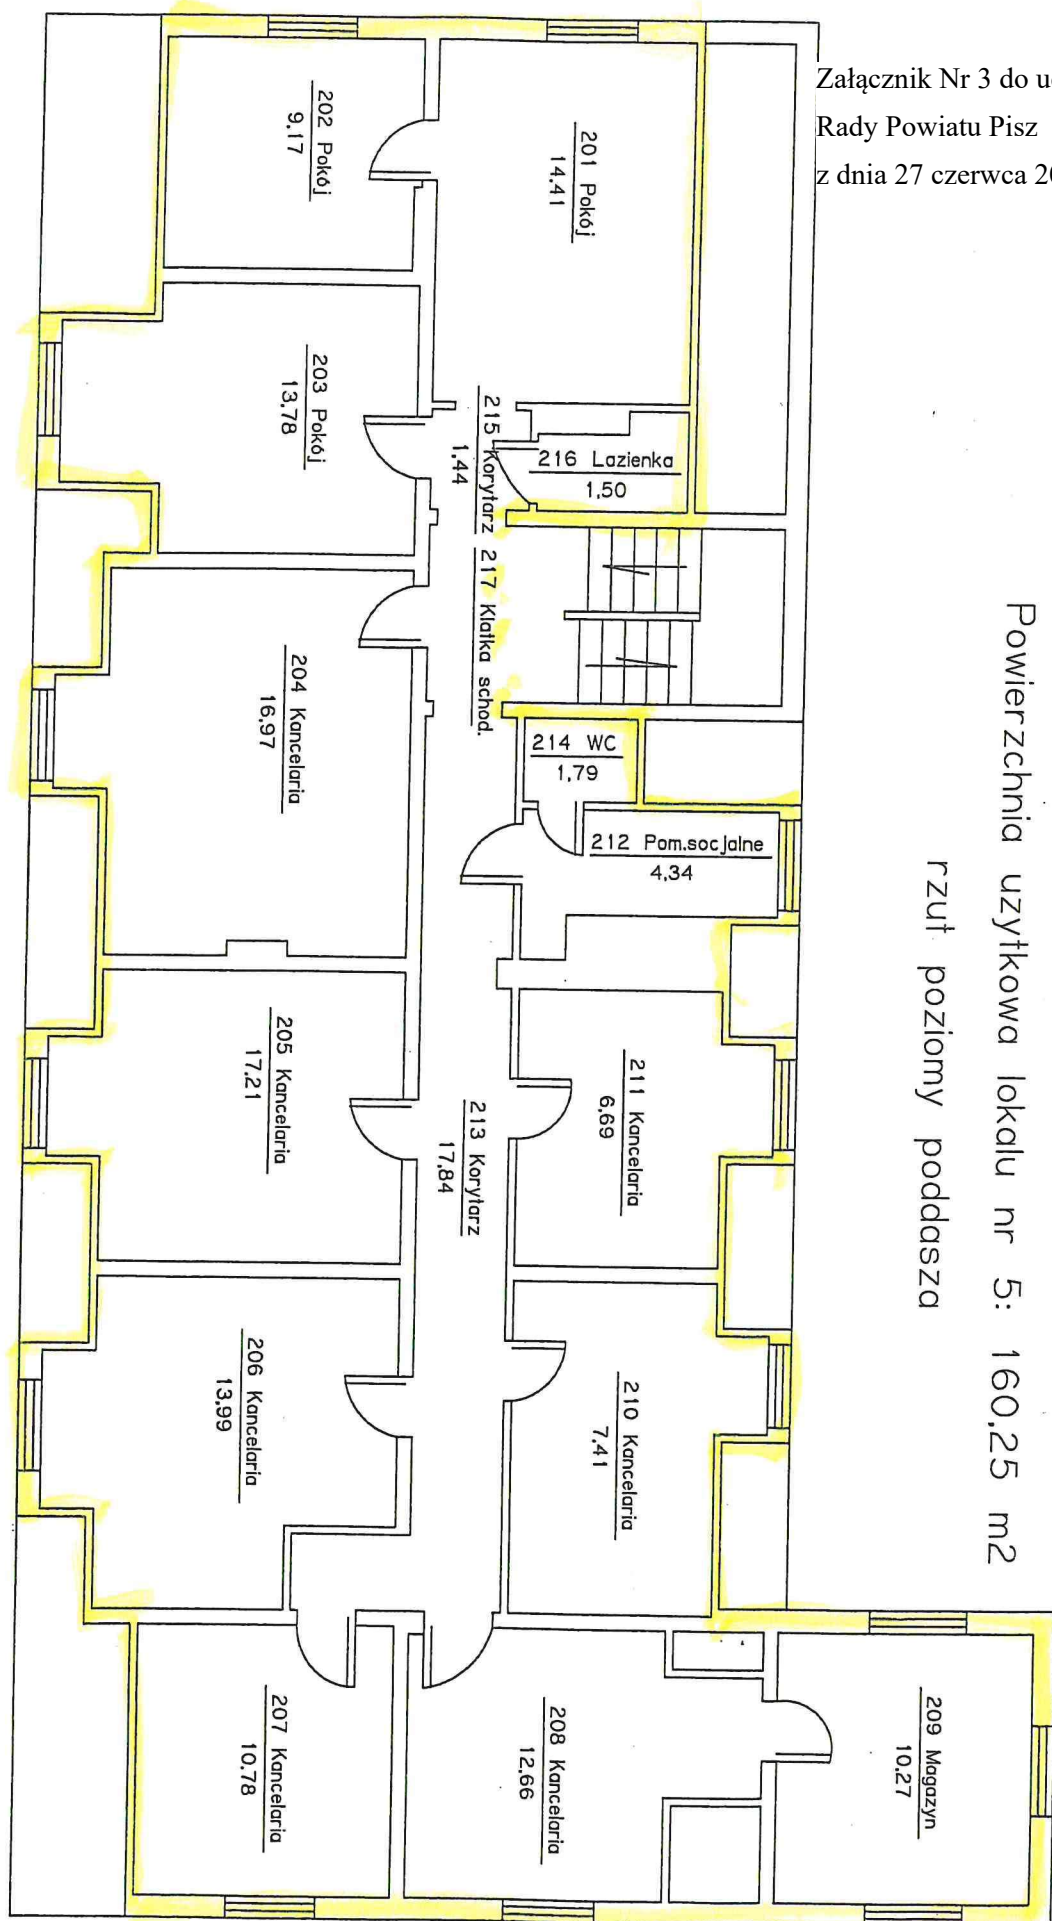 Załącznik Nr 3 do
Rady Powiatu Pisz
z dnia 27 czerwca
Powierzchnia uzytkowa lokalu nr 5: 160,25 m2
rzut poziomy poddasza
202 Pokój
9,17
201 Pokój
14,41
203 Pokój
13,78
215 Korytarz
1,44
216 Lazienka
1,50
217 Klatka schod.
204 Kancelaria
16,97
214 WC
1,79
212 Pom.socjalne
4,34
205 Kancelaria
17,21
213 Korytarz
17,84
211 Kancelaria
6,69
206 Kancelaria
13,99
210 Kancelaria
7,41
207 Kancelaria
10,78
208 Kancelaria
12,66
209 Magazyn
10,27